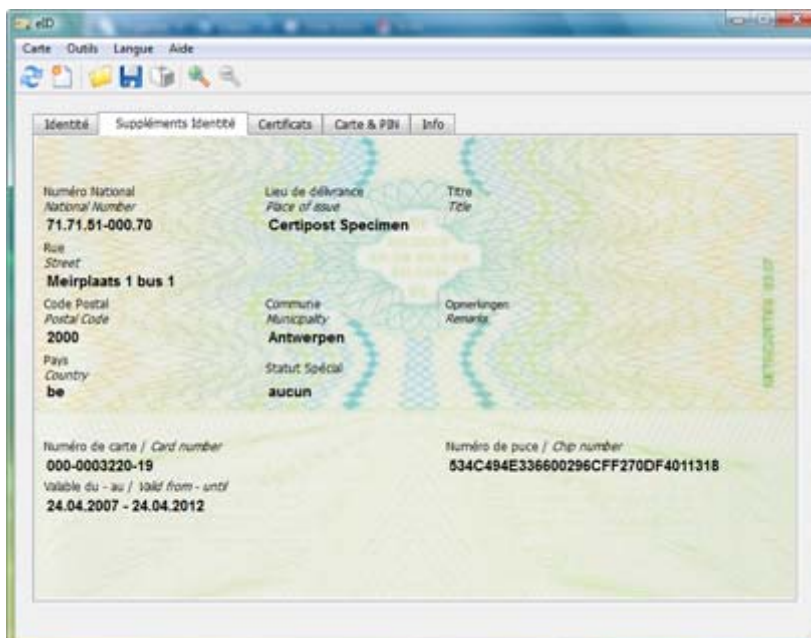 eID
Carte Outils Langue Aide
Identité Suppléments Identité Certificats Carte & PIN Info
Numéro National Lieu de délivrance Titre
National Number Place of issue Title
71.71.51-000.70 Certipost Specimen
Rue
Street
Meirplaats 1 bus 1
Code Postal Commune Opmerkingen
Postal Code Municipality Remarks
2000 Antwerpen
Pays Statut Spécial
Country
be aucun
Numéro de carte / Card number Numéro de puce / Chip number
000-0003220-19 534C494E336600296CFF270DF4011318
Valable du - au / Valid from - until
24.04.2007 - 24.04.2012